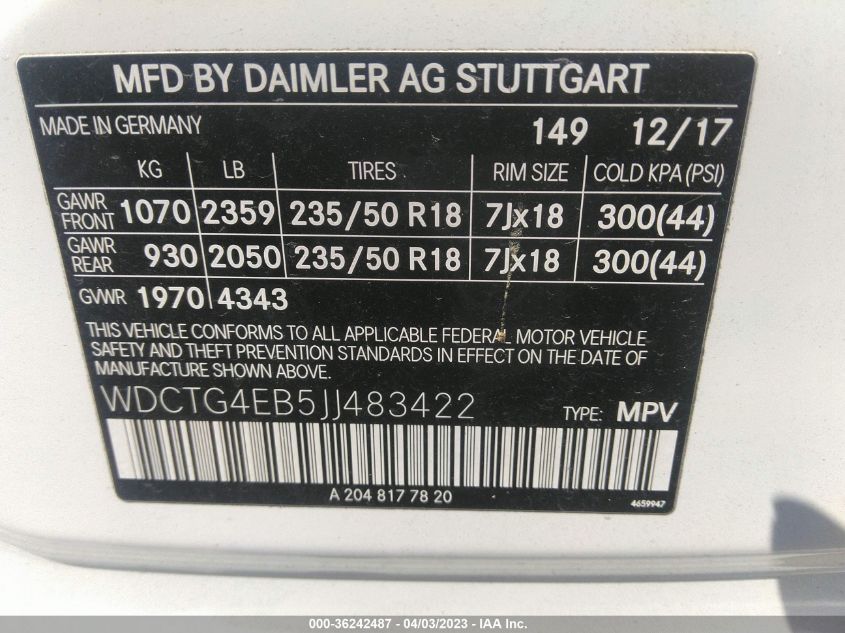 MFD BY DAIMLER AG STUTTGART
MADE IN GERMANY 149 12/17
KG LB TIRES RIM SIZE COLD KPA (PSI)
GAWR FRONT 1070 2359 235/50 R18 7Jx18 300(44)
GAWR REAR 930 2050 235/50 R18 7Jx18 300(44)
GVWR 1970 4343
THIS VEHICLE CONFORMS TO ALL APPLICABLE FEDERAL MOTOR VEHICLE
SAFETY AND THEFT PREVENTION STANDARDS IN EFFECT ON THE DATE OF
MANUFACTURE SHOWN ABOVE.
WDCTG4EB5JJ483422 TYPE: MPV
A 204 817 78 20 4659947
000-36242487 - 04/03/2023 - IAA Inc.